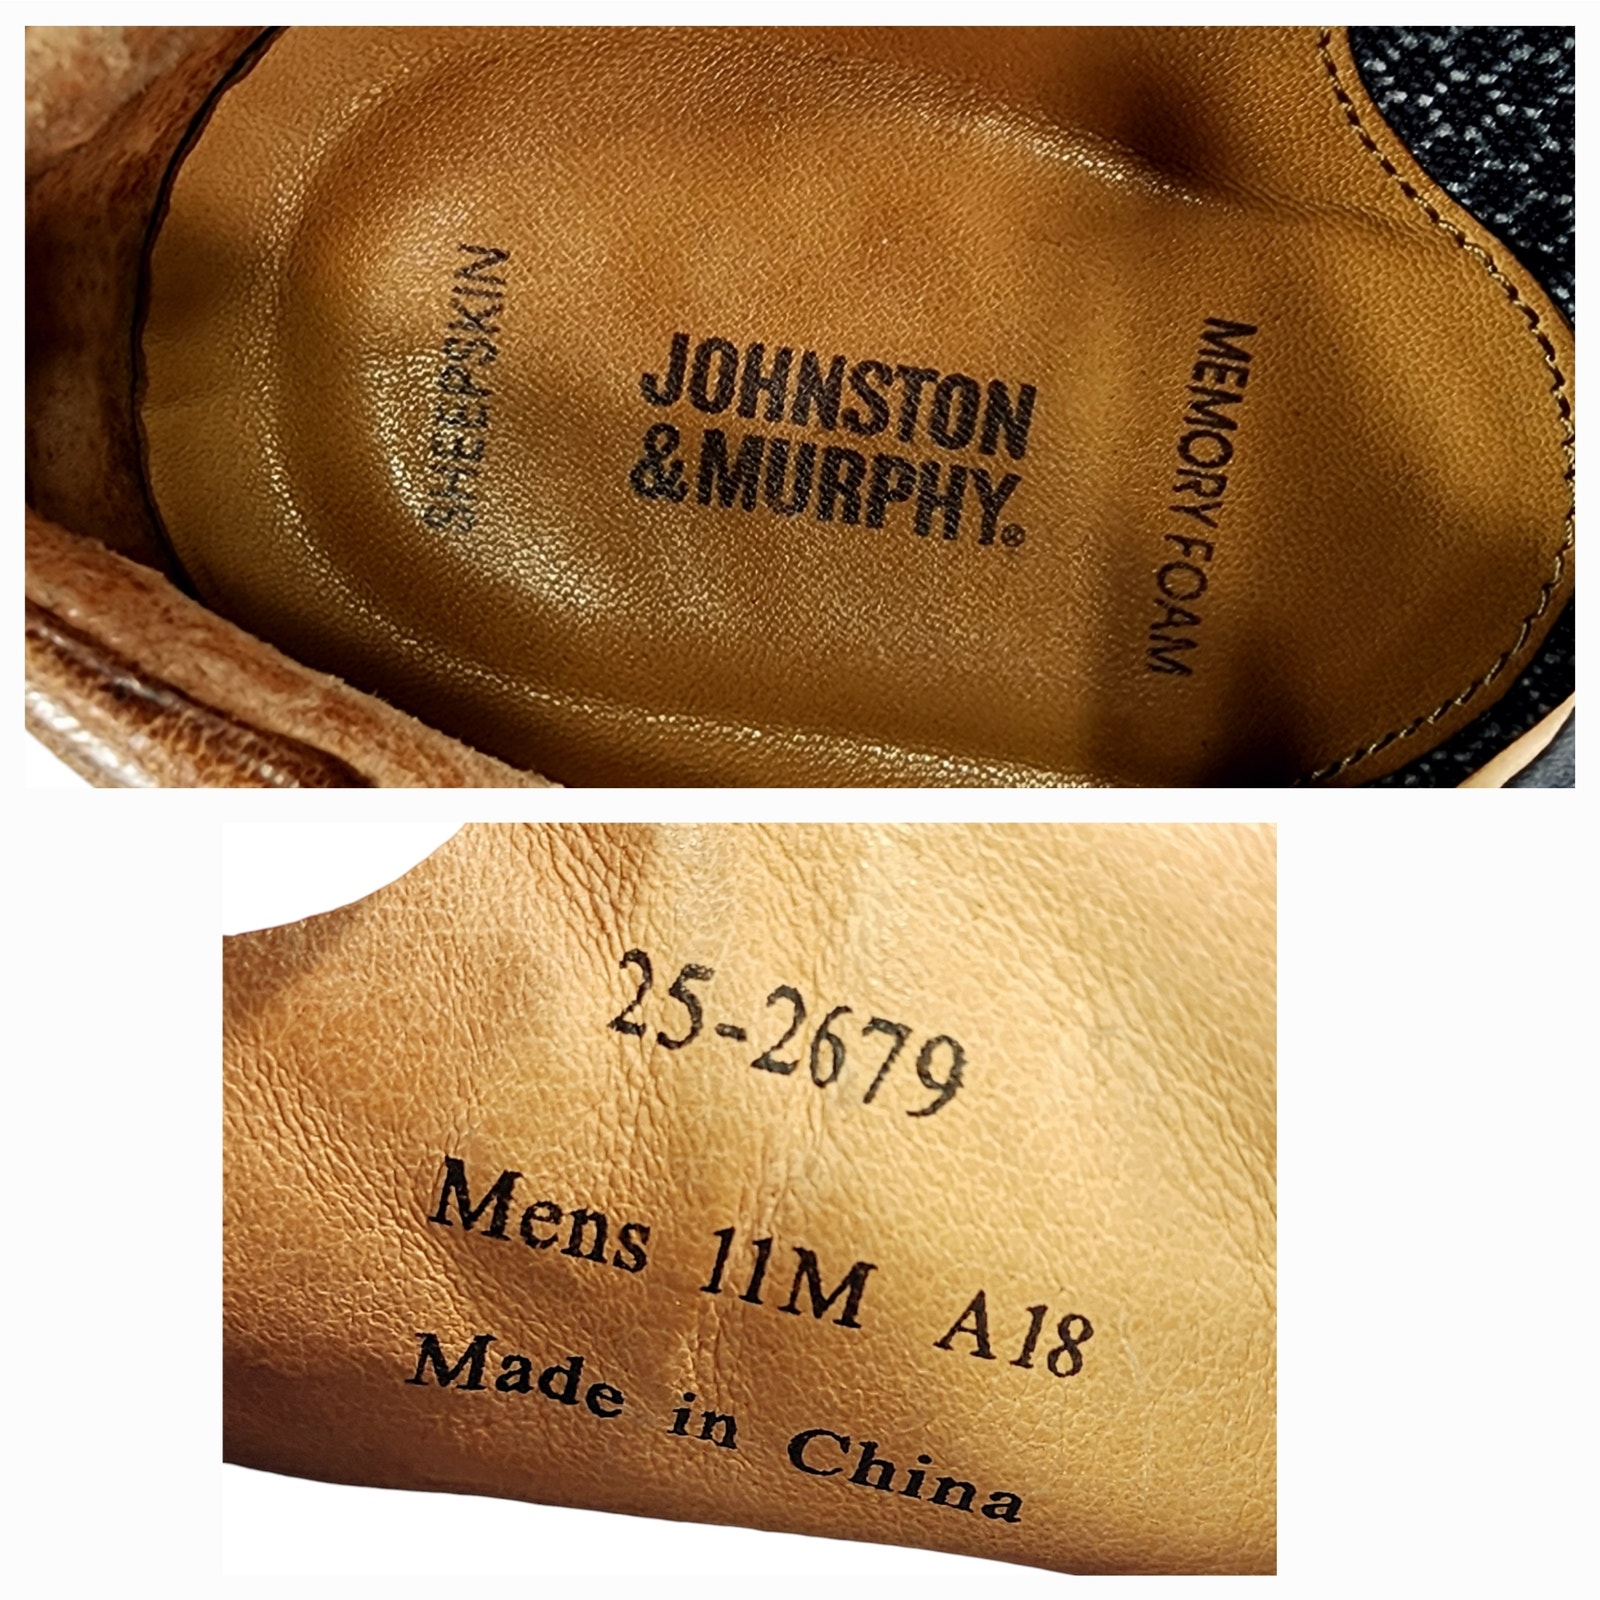 SHEEPSKIN
JOHNSTON
&MURPHY®
MEMORY FOAM
25-2679
Mens 11M A18
Made in China